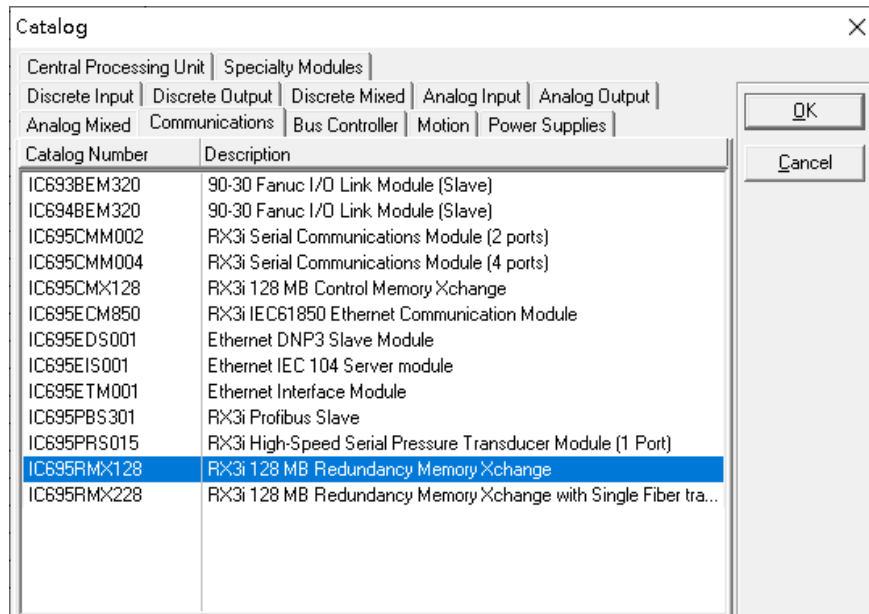 Catalog
Central Processing Unit Specialty Modules
Discrete Input Discrete Output Discrete Mixed Analog Input Analog Output
Analog Mixed Communications Bus Controller Motion Power Supplies
OK
Cancel
Catalog Number Description
IC693BEM320 90-30 Fanuc I/O Link Module (Slave)
IC694BEM320 90-30 Fanuc I/O Link Module (Slave)
IC695CMM002 RX3i Serial Communications Module (2 ports)
IC695CMM004 RX3i Serial Communications Module (4 ports)
IC695CMX128 RX3i 128 MB Control Memory Xchange
IC695ECM850 RX3i IEC61850 Ethernet Communication Module
IC695EDS001 Ethernet DNP3 Slave Module
IC695EIS001 Ethernet IEC 104 Server module
IC695ETM001 Ethernet Interface Module
IC695PBS301 RX3i Profibus Slave
IC695PRS015 RX3i High-Speed Serial Pressure Transducer Module (1 Port)
IC695RMX128 RX3i 128 MB Redundancy Memory Xchange
IC695RMX228 RX3i 128 MB Redundancy Memory Xchange with Single Fiber tra...